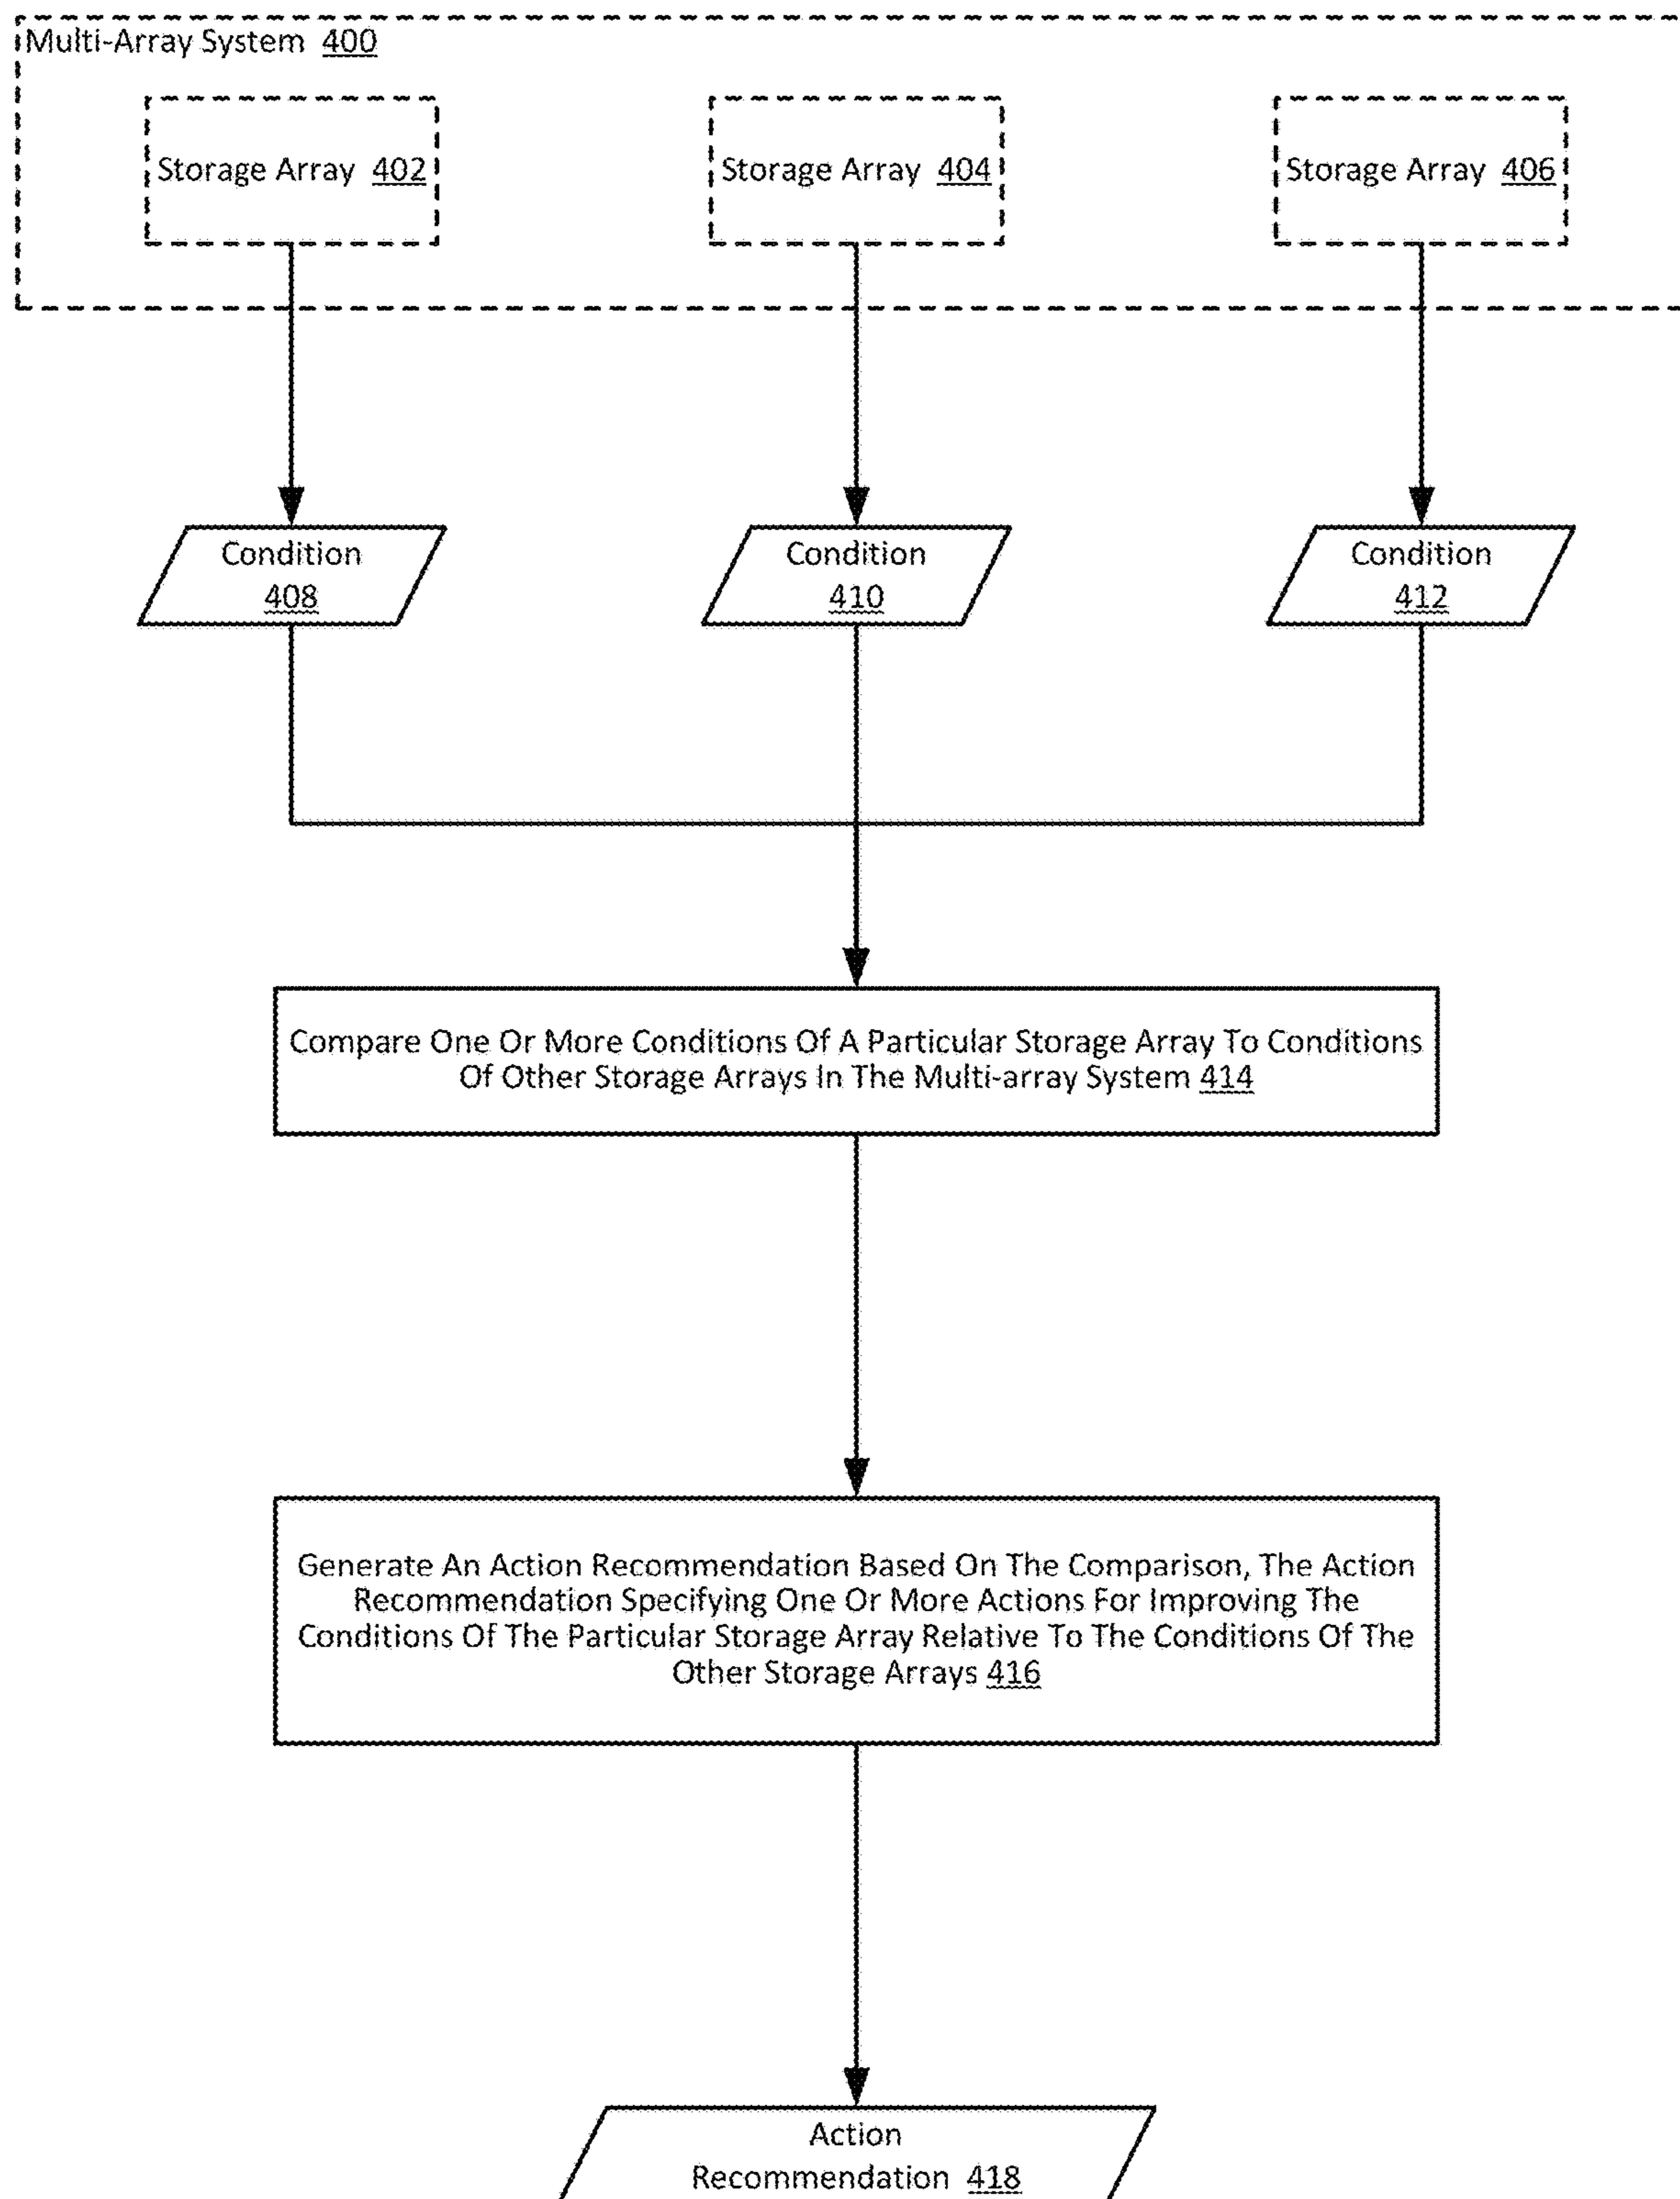 Multi-Array System 400
Storage Array 402
Storage Array 404
Storage Array 406
Condition
408
Condition
410
Condition
412
Compare One Or More Conditions Of A Particular Storage Array To Conditions
Of Other Storage Arrays In The Multi-array System 414
Generate An Action Recommendation Based On The Comparison, The Action
Recommendation Specifying One Or More Actions For Improving The
Conditions Of The Particular Storage Array Relative To The Conditions Of The
Other Storage Arrays 416
Action
Recommendation 418